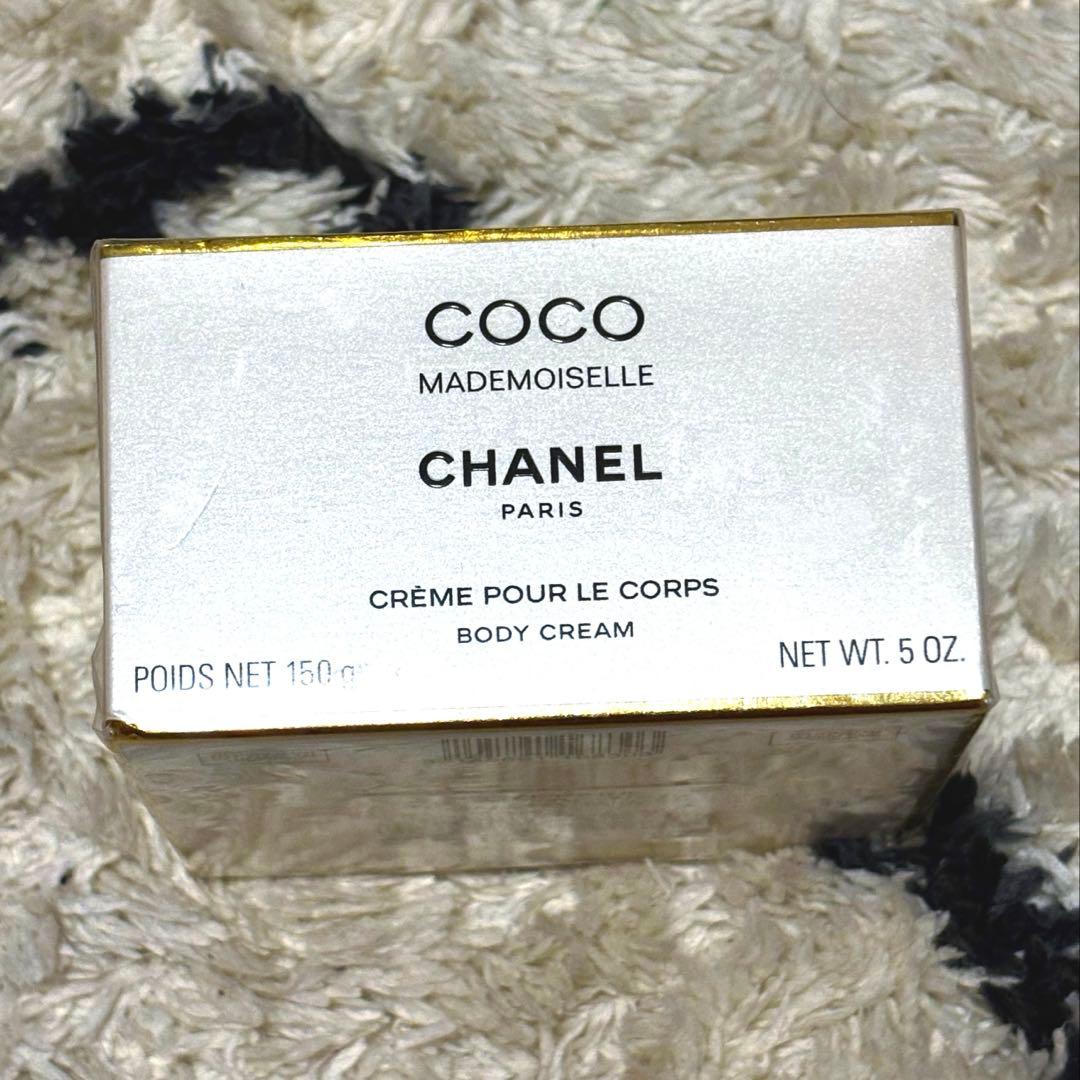 COCO
MADEMOISELLE
CHANEL
PARIS
CRÈME POUR LE CORPS
BODY CREAM
POIDS NET 150 g
NET WT. 5 OZ.